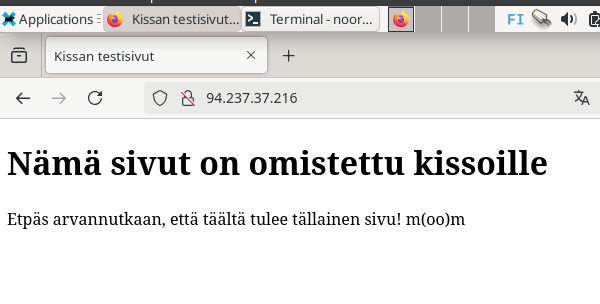 Applications
Kissan testisivut...
Terminal - noor...
FI
Kissan testisivut
94.237.37.216
Nämä sivut on omistettu kissoille
Etpäs arvannutkaan, että täältä tulee tällainen sivu! m(oo)m